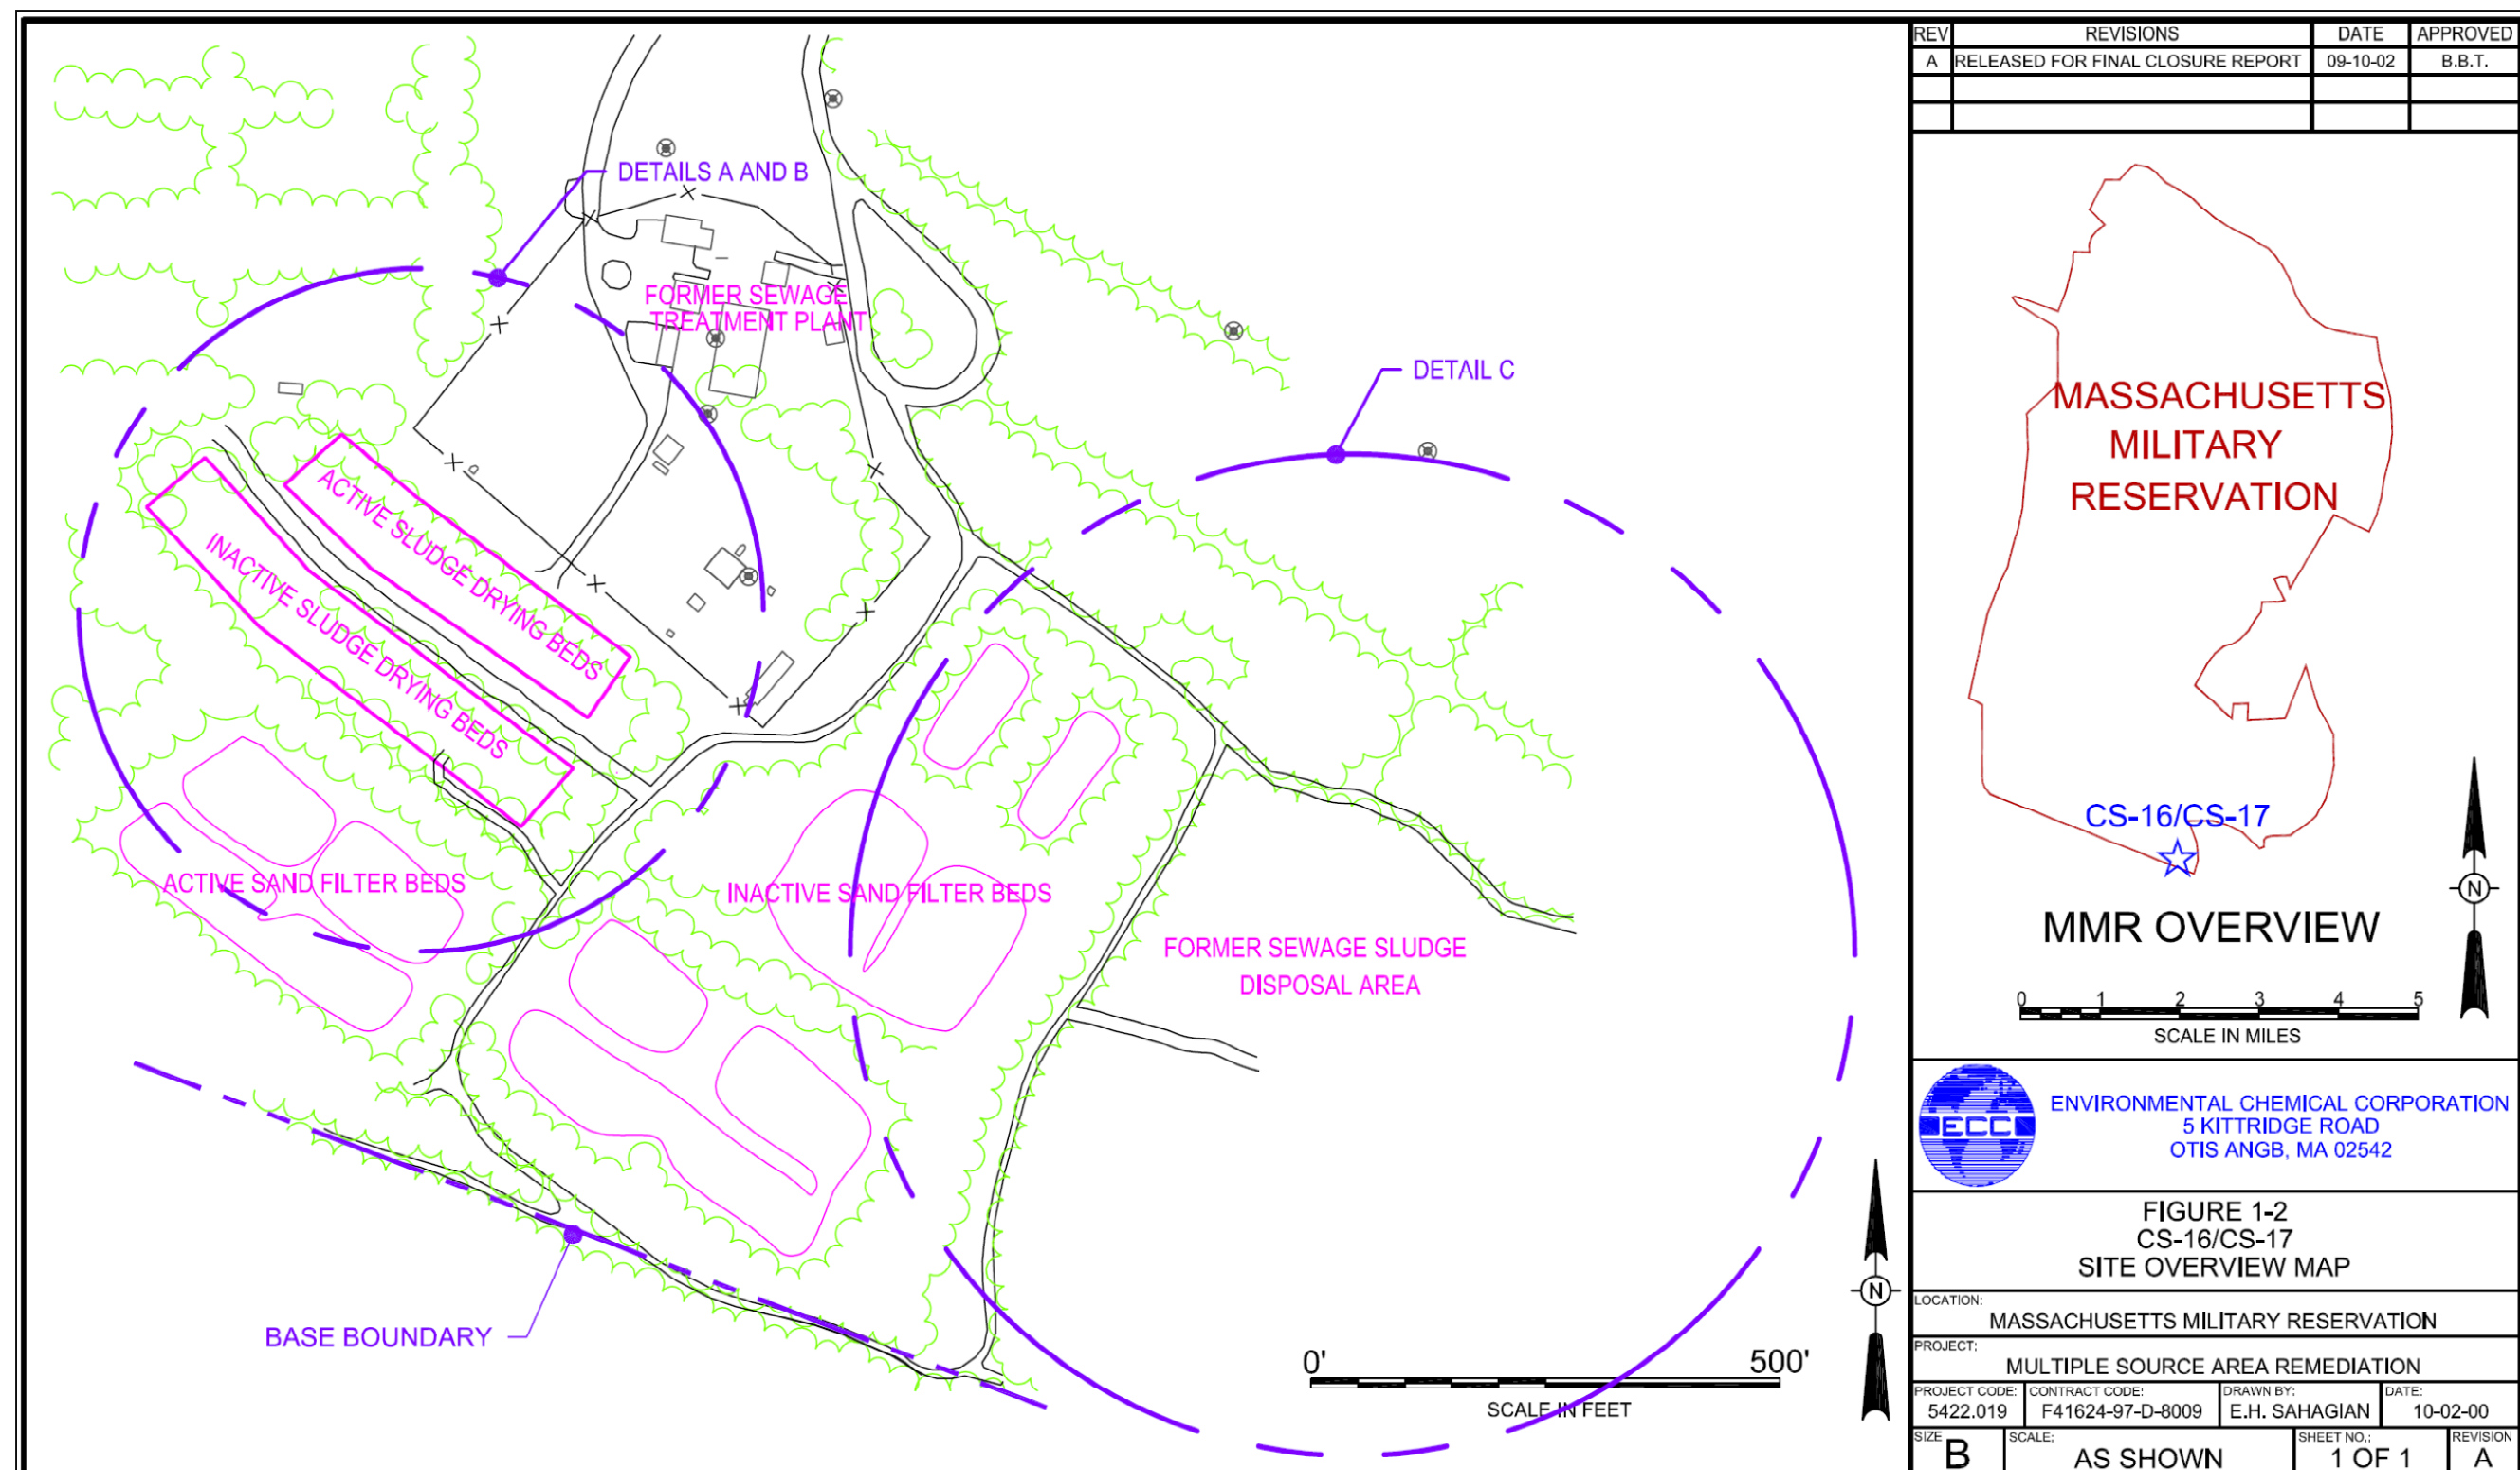 DETAILS A AND B
FORMER SEWAGE
TREATMENT PLANT
DETAIL C
ACTIVE SLUDGE DRYING BEDS
INACTIVE SLUDGE DRYING BEDS
ACTIVE SAND FILTER BEDS
INACTIVE SAND FILTER BEDS
FORMER SEWAGE SLUDGE
DISPOSAL AREA
BASE BOUNDARY
0' 500'
SCALE IN FEET
N
REV REVISIONS DATE APPROVED
A RELEASED FOR FINAL CLOSURE REPORT 09-10-02 B.B.T.
MASSACHUSETTS
MILITARY
RESERVATION
CS-16/CS-17
N
MMR OVERVIEW
0 1 2 3 4 5
SCALE IN MILES
ECC
ENVIRONMENTAL CHEMICAL CORPORATION
5 KITTRIDGE ROAD
OTIS ANGB, MA 02542
FIGURE 1-2
CS-16/CS-17
SITE OVERVIEW MAP
LOCATION:
MASSACHUSETTS MILITARY RESERVATION
PROJECT:
MULTIPLE SOURCE AREA REMEDIATION
PROJECT CODE: CONTRACT CODE: DRAWN BY: DATE:
5422.019 F41624-97-D-8009 E.H. SAHAGIAN 10-02-00
SIZE SCALE: SHEET NO.: REVISION
B AS SHOWN 1 OF 1 A